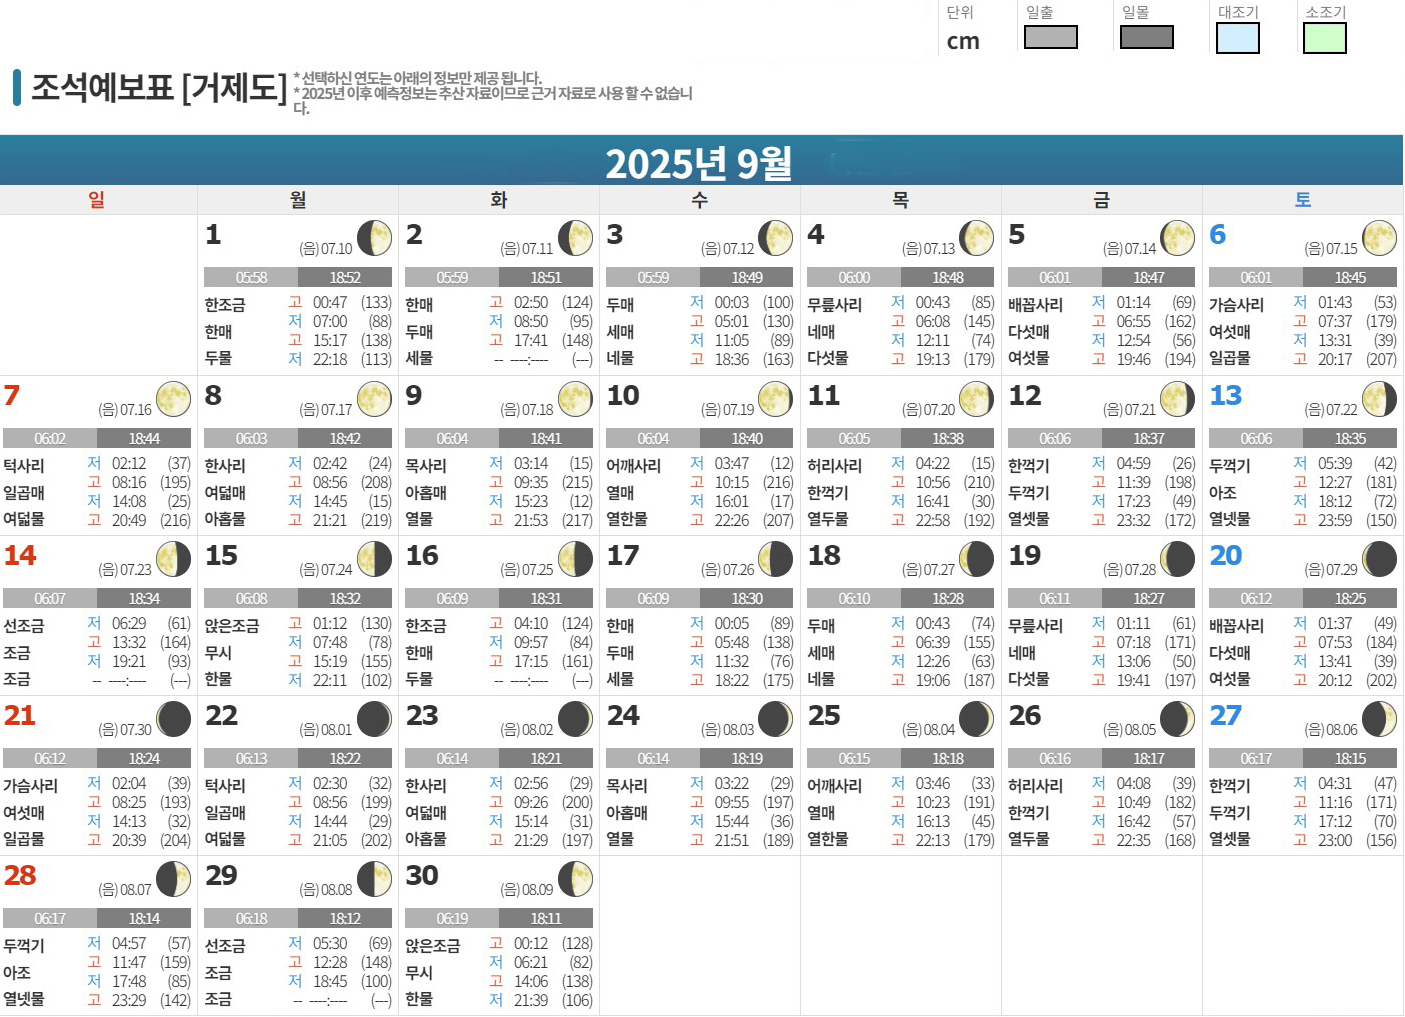 단위 일출 일몰 대조기 소조기
cm
조석예보표 [거제도]
* 선택하신 연도는 아래의 정보만 제공 됩니다.
* 2025년 이후 예측정보는 추산 자료이므로 근거 자료로 사용 할 수 없습니
다.
2025년 9월
일 월 화 수 목 금 토
1 (음) 07.10
05:58 18:52
한조금 고 00:47 (133)
저 07:00 (88)
한매 고 15:17 (138)
두물 저 22:18 (113)
2 (음) 07.11
05:59 18:51
한매 고 02:50 (124)
두매 저 08:50 (95)
고 17:41 (148)
세물 -- ----:---- (---)
3 (음) 07.12
05:59 18:49
두매 저 00:03 (100)
고 05:01 (130)
세매 저 11:05 (89)
네물 고 18:36 (163)
4 (음) 07.13
06:00 18:48
무릎사리 저 00:43 (85)
고 06:08 (145)
네매 저 12:11 (74)
다섯물 고 19:13 (179)
5 (음) 07.14
06:01 18:47
배꼽사리 저 01:14 (69)
고 06:55 (162)
다섯매 저 12:54 (56)
여섯물 고 19:46 (194)
6 (음) 07.15
06:01 18:45
가슴사리 저 01:43 (53)
고 07:37 (179)
여섯매 저 13:31 (39)
일곱물 고 20:17 (207)
7 (음) 07.16
06:02 18:44
턱사리 저 02:12 (37)
고 08:16 (195)
일곱매 저 14:08 (25)
여덟물 고 20:49 (216)
8 (음) 07.17
06:03 18:42
한사리 저 02:42 (24)
고 08:56 (208)
여덟매 저 14:45 (15)
아홉물 고 21:21 (219)
9 (음) 07.18
06:04 18:41
목사리 저 03:14 (15)
고 09:35 (215)
아홉매 저 15:23 (12)
열물 고 21:53 (217)
10 (음) 07.19
06:04 18:40
어깨사리 저 03:47 (12)
고 10:15 (216)
열매 저 16:01 (17)
열한물 고 22:26 (207)
11 (음) 07.20
06:05 18:38
허리사리 저 04:22 (15)
고 10:56 (210)
한꺽기 저 16:41 (30)
열두물 고 22:58 (192)
12 (음) 07.21
06:06 18:37
한꺽기 저 04:59 (26)
고 11:39 (198)
두꺽기 저 17:23 (49)
열셋물 고 23:32 (172)
13 (음) 07.22
06:06 18:35
두꺽기 저 05:39 (42)
고 12:27 (181)
아조 저 18:12 (72)
열넷물 고 23:59 (150)
14 (음) 07.23
06:07 18:34
선조금 저 06:29 (61)
고 13:32 (164)
조금 저 19:21 (93)
조금 -- ----:---- (---)
15 (음) 07.24
06:08 18:32
앉은조금 고 01:12 (130)
저 07:48 (78)
무시 고 15:19 (155)
한물 저 22:11 (102)
16 (음) 07.25
06:09 18:31
한조금 고 04:10 (124)
저 09:57 (84)
한매 고 17:15 (161)
두물 -- ----:---- (---)
17 (음) 07.26
06:09 18:30
한매 저 00:05 (89)
고 05:48 (138)
두매 저 11:32 (76)
세물 고 18:22 (175)
18 (음) 07.27
06:10 18:28
두매 저 00:43 (74)
고 06:39 (155)
세매 저 12:26 (63)
네물 고 19:06 (187)
19 (음) 07.28
06:11 18:27
무릎사리 저 01:11 (61)
고 07:18 (171)
네매 저 13:06 (50)
다섯물 고 19:41 (197)
20 (음) 07.29
06:12 18:25
배꼽사리 저 01:37 (49)
고 07:53 (184)
다섯매 저 13:41 (39)
여섯물 고 20:12 (202)
21 (음) 07.30
06:12 18:24
가슴사리 저 02:04 (39)
고 08:25 (193)
여섯매 저 14:13 (32)
일곱물 고 20:39 (204)
22 (음) 08.01
06:13 18:22
턱사리 저 02:30 (32)
고 08:56 (199)
일곱매 저 14:44 (29)
여덟물 고 21:05 (202)
23 (음) 08.02
06:14 18:21
한사리 저 02:56 (29)
고 09:26 (200)
여덟매 저 15:14 (31)
아홉물 고 21:29 (197)
24 (음) 08.03
06:14 18:19
목사리 저 03:22 (29)
고 09:55 (197)
아홉매 저 15:44 (36)
열물 고 21:51 (189)
25 (음) 08.04
06:15 18:18
어깨사리 저 03:46 (33)
고 10:23 (191)
열매 저 16:13 (45)
열한물 고 22:13 (179)
26 (음) 08.05
06:16 18:17
허리사리 저 04:08 (39)
고 10:49 (182)
한꺽기 저 16:42 (57)
열두물 고 22:35 (168)
27 (음) 08.06
06:17 18:15
한꺽기 저 04:31 (47)
고 11:16 (171)
두꺽기 저 17:12 (70)
열셋물 고 23:00 (156)
28 (음) 08.07
06:17 18:14
두꺽기 저 04:57 (57)
고 11:47 (159)
아조 저 17:48 (85)
열넷물 고 23:29 (142)
29 (음) 08.08
06:18 18:12
선조금 저 05:30 (69)
고 12:28 (148)
조금 저 18:45 (100)
조금 -- ----:---- (---)
30 (음) 08.09
06:19 18:11
앉은조금 고 00:12 (128)
저 06:21 (82)
무시 고 14:06 (138)
한물 저 21:39 (106)